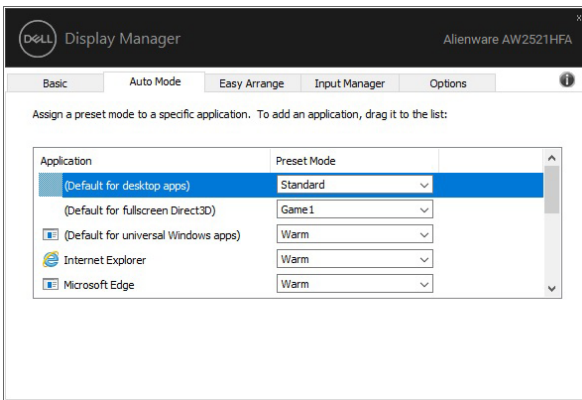 DELL Display Manager Alienware AW2521HFA
Basic Auto Mode Easy Arrange Input Manager Options
Assign a preset mode to a specific application. To add an application, drag it to the list:
Application Preset Mode
(Default for desktop apps) Standard
(Default for fullscreen Direct3D) Game1
(Default for universal Windows apps) Warm
Internet Explorer Warm
Microsoft Edge Warm